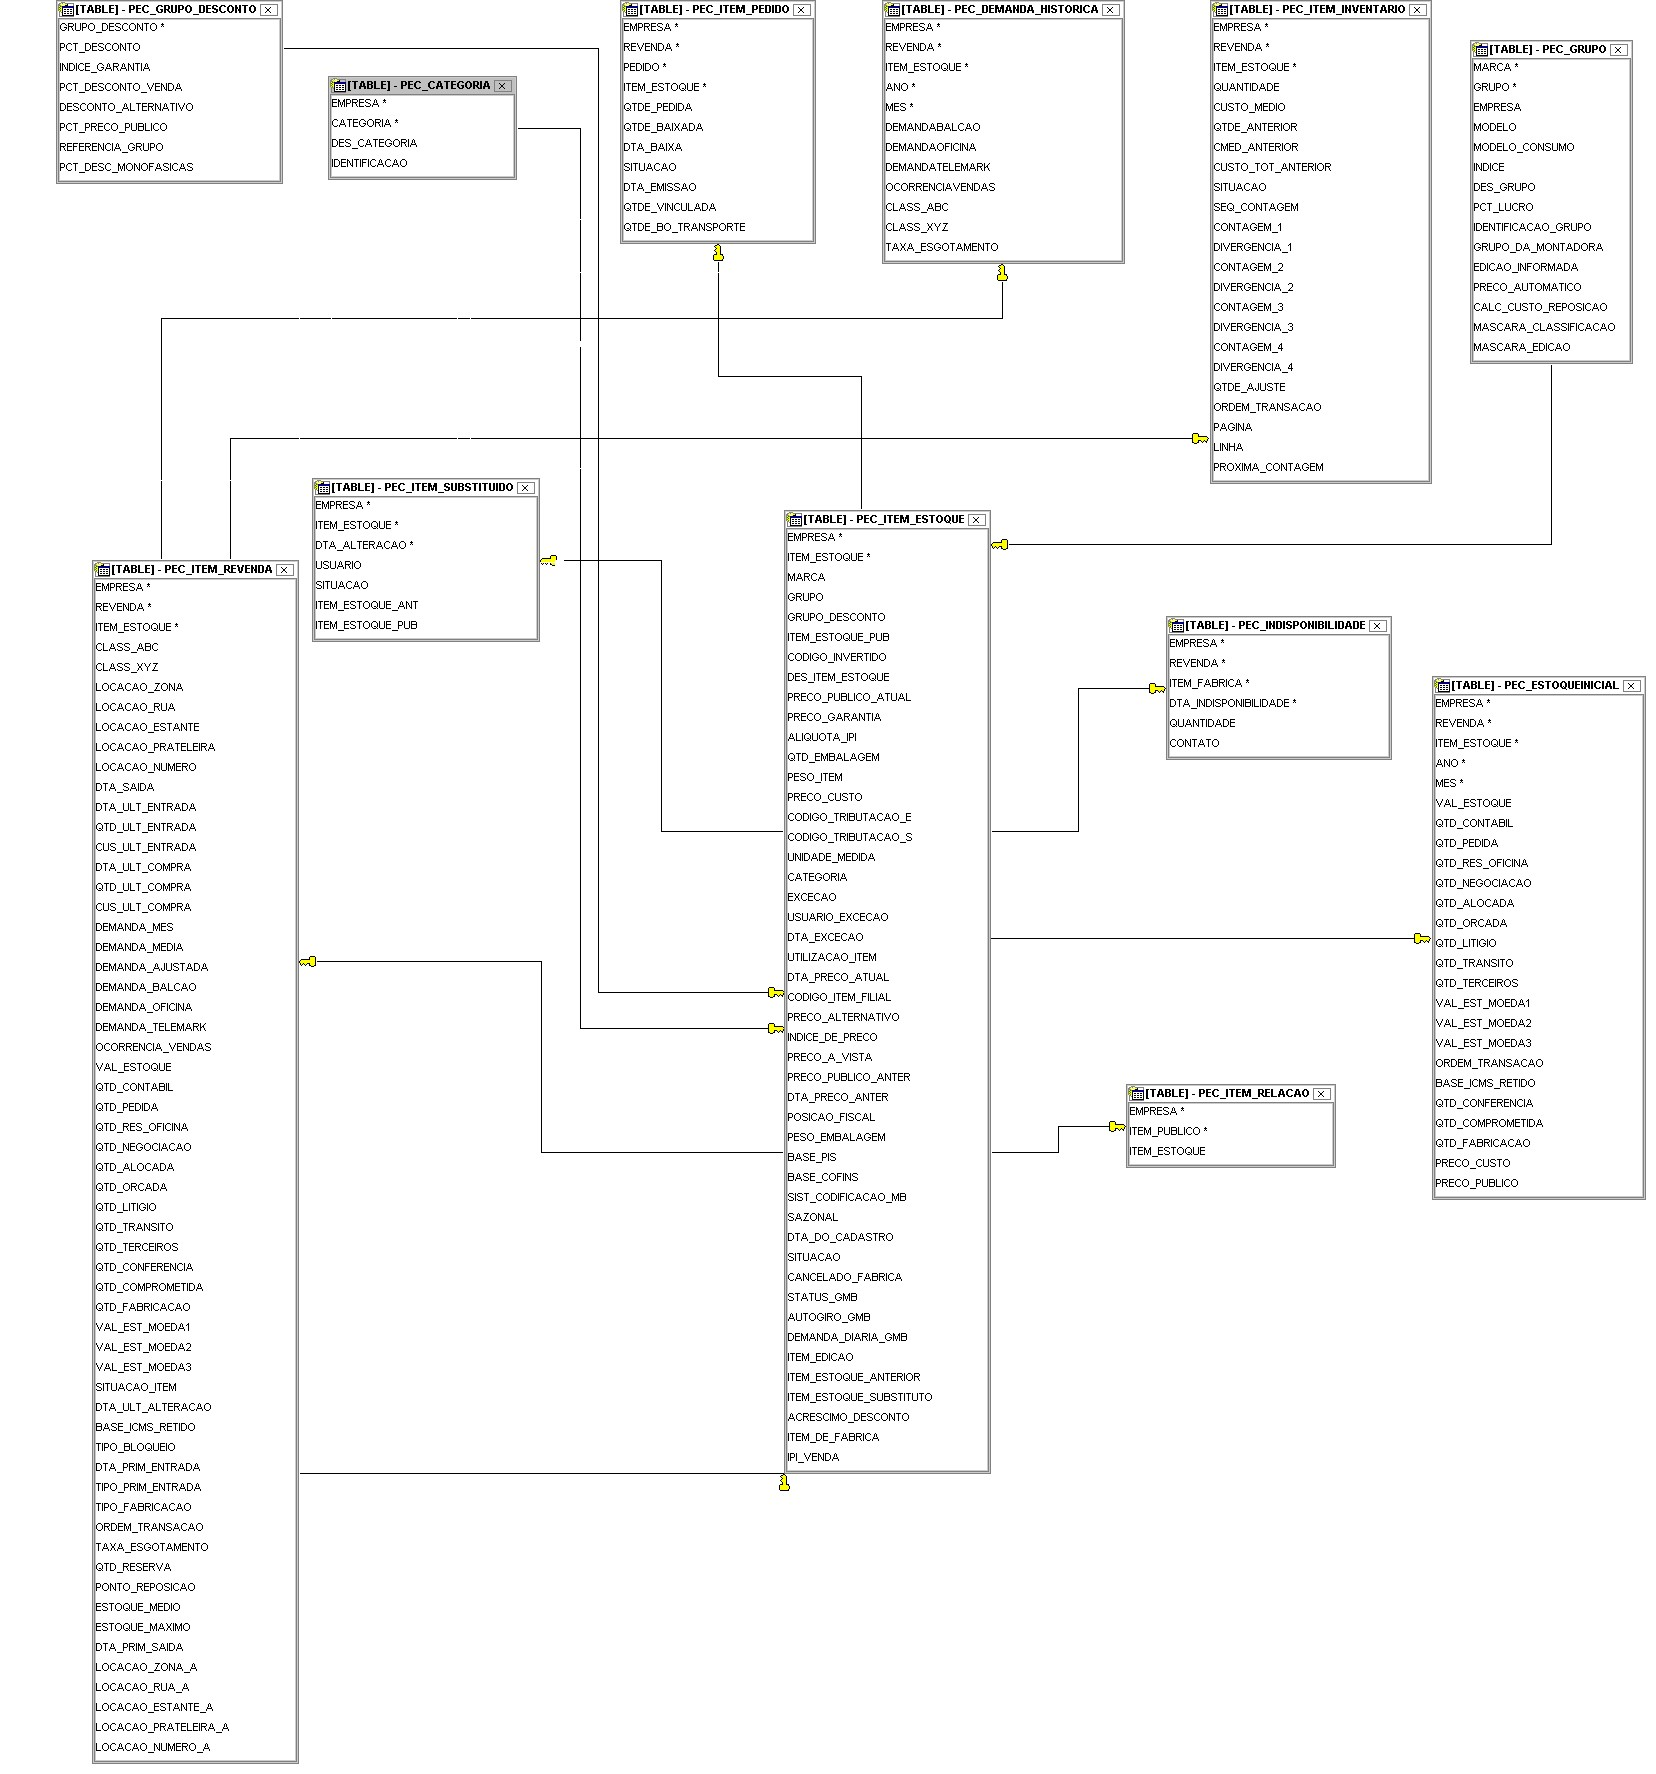 [TABLE] - PEC_GRUPO_DESCONTO
GRUPO_DESCONTO *
PCT_DESCONTO
INDICE_GARANTIA
PCT_DESCONTO_VENDA
DESCONTO_ALTERNATIVO
PCT_PRECO_PUBLICO
REFERENCIA_GRUPO
PCT_DESC_MONOFASICAS
[TABLE] - PEC_CATEGORIA
EMPRESA *
CATEGORIA *
DES_CATEGORIA
IDENTIFICACAO
[TABLE] - PEC_ITEM_PEDIDO
EMPRESA *
REVENDA *
PEDIDO *
ITEM_ESTOQUE *
QTDE_PEDIDA
QTDE_BAIXADA
DTA_BAIXA
SITUACAO
DTA_EMISSAO
QTDE_VINCULADA
QTDE_BO_TRANSPORTE
[TABLE] - PEC_DEMANDA_HISTORICA
EMPRESA *
REVENDA *
ITEM_ESTOQUE *
ANO *
MES *
DEMANDABALCAO
DEMANDAOFICINA
DEMANDATELEMARK
OCORRENCIAVENDAS
CLASS_ABC
CLASS_XYZ
TAXA_ESGOTAMENTO
[TABLE] - PEC_ITEM_INVENTARIO
EMPRESA *
REVENDA *
ITEM_ESTOQUE *
QUANTIDADE
CUSTO_MEDIO
QTDE_ANTERIOR
CMED_ANTERIOR
CUSTO_TOT_ANTERIOR
SITUACAO
SEQ_CONTAGEM
CONTAGEM_1
DIVERGENCIA_1
CONTAGEM_2
DIVERGENCIA_2
CONTAGEM_3
DIVERGENCIA_3
CONTAGEM_4
DIVERGENCIA_4
QTDE_AJUSTE
ORDEM_TRANSACAO
PAGINA
LINHA
PROXIMA_CONTAGEM
[TABLE] - PEC_GRUPO
MARCA *
GRUPO *
EMPRESA
MODELO
MODELO_CONSUMO
INDICE
DES_GRUPO
PCT_LUCRO
IDENTIFICACAO_GRUPO
GRUPO_DA_MONTADORA
EDICAO_INFORMADA
PRECO_AUTOMATICO
CALC_CUSTO_REPOSICAO
MASCARA_CLASSIFICACAO
MASCARA_EDICAO
[TABLE] - PEC_ITEM_SUBSTITUIDO
EMPRESA *
ITEM_ESTOQUE *
DTA_ALTERACAO *
USUARIO
SITUACAO
ITEM_ESTOQUE_ANT
ITEM_ESTOQUE_PUB
[TABLE] - PEC_ITEM_REVENDA
EMPRESA *
REVENDA *
ITEM_ESTOQUE *
CLASS_ABC
CLASS_XYZ
LOCACAO_ZONA
LOCACAO_RUA
LOCACAO_ESTANTE
LOCACAO_PRATELEIRA
LOCACAO_NUMERO
DTA_SAIDA
DTA_ULT_ENTRADA
QTD_ULT_ENTRADA
CUS_ULT_ENTRADA
DTA_ULT_COMPRA
QTD_ULT_COMPRA
CUS_ULT_COMPRA
DEMANDA_MES
DEMANDA_MEDIA
DEMANDA_AJUSTADA
DEMANDA_BALCAO
DEMANDA_OFICINA
DEMANDA_TELEMARK
OCORRENCIA_VENDAS
VAL_ESTOQUE
QTD_CONTABIL
QTD_PEDIDA
QTD_RES_OFICINA
QTD_NEGOCIACAO
QTD_ALOCADA
QTD_ORCADA
QTD_LITIGIO
QTD_TRANSITO
QTD_TERCEIROS
QTD_CONFERENCIA
QTD_COMPROMETIDA
QTD_FABRICACAO
VAL_EST_MOEDA1
VAL_EST_MOEDA2
VAL_EST_MOEDA3
SITUACAO_ITEM
DTA_ULT_ALTERACAO
BASE_ICMS_RETIDO
TIPO_BLOQUEIO
DTA_PRIM_ENTRADA
TIPO_PRIM_ENTRADA
TIPO_FABRICACAO
ORDEM_TRANSACAO
TAXA_ESGOTAMENTO
QTD_RESERVA
PONTO_REPOSICAO
ESTOQUE_MEDIO
ESTOQUE_MAXIMO
DTA_PRIM_SAIDA
LOCACAO_ZONA_A
LOCACAO_RUA_A
LOCACAO_ESTANTE_A
LOCACAO_PRATELEIRA_A
LOCACAO_NUMERO_A
[TABLE] - PEC_ITEM_ESTOQUE
EMPRESA *
ITEM_ESTOQUE *
MARCA
GRUPO
GRUPO_DESCONTO
ITEM_ESTOQUE_PUB
CODIGO_INVERTIDO
DES_ITEM_ESTOQUE
PRECO_PUBLICO_ATUAL
PRECO_GARANTIA
ALIQUOTA_IPI
QTD_EMBALAGEM
PESO_ITEM
PRECO_CUSTO
CODIGO_TRIBUTACAO_E
CODIGO_TRIBUTACAO_S
UNIDADE_MEDIDA
CATEGORIA
EXCECAO
USUARIO_EXCECAO
DTA_EXCECAO
UTILIZACAO_ITEM
DTA_PRECO_ATUAL
CODIGO_ITEM_FILIAL
PRECO_ALTERNATIVO
INDICE_DE_PRECO
PRECO_A_VISTA
PRECO_PUBLICO_ANTER
DTA_PRECO_ANTER
POSICAO_FISCAL
PESO_EMBALAGEM
BASE_PIS
BASE_COFINS
SIST_CODIFICACAO_MB
SAZONAL
DTA_DO_CADASTRO
SITUACAO
CANCELADO_FABRICA
STATUS_GMB
AUTOGIRO_GMB
DEMANDA_DIARIA_GMB
ITEM_EDICAO
ITEM_ESTOQUE_ANTERIOR
ITEM_ESTOQUE_SUBSTITUTO
ACRESCIMO_DESCONTO
ITEM_DE_FABRICA
IPI_VENDA
[TABLE] - PEC_INDISPONIBILIDADE
EMPRESA *
REVENDA *
ITEM_FABRICA *
DTA_INDISPONIBILIDADE *
QUANTIDADE
CONTATO
[TABLE] - PEC_ESTOQUEINICIAL
EMPRESA *
REVENDA *
ITEM_ESTOQUE *
ANO *
MES *
VAL_ESTOQUE
QTD_CONTABIL
QTD_PEDIDA
QTD_RES_OFICINA
QTD_NEGOCIACAO
QTD_ALOCADA
QTD_ORCADA
QTD_LITIGIO
QTD_TRANSITO
QTD_TERCEIROS
VAL_EST_MOEDA1
VAL_EST_MOEDA2
VAL_EST_MOEDA3
ORDEM_TRANSACAO
BASE_ICMS_RETIDO
QTD_CONFERENCIA
QTD_COMPROMETIDA
QTD_FABRICACAO
PRECO_CUSTO
PRECO_PUBLICO
[TABLE] - PEC_ITEM_RELACAO
EMPRESA *
ITEM_PUBLICO *
ITEM_ESTOQUE